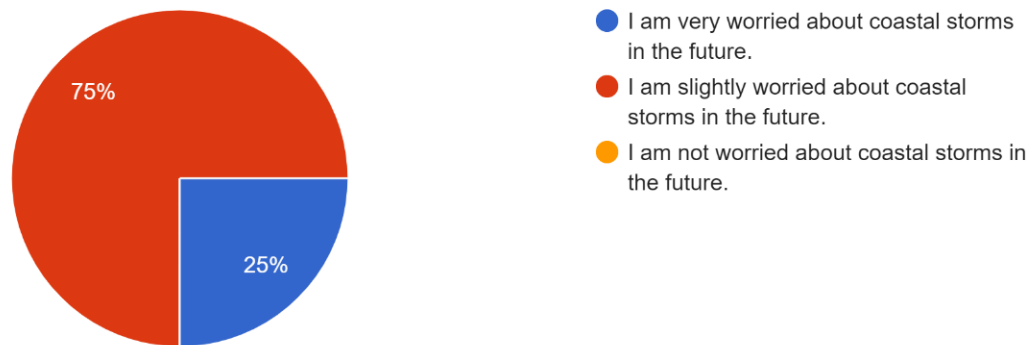 75%
25%
I am very worried about coastal storms
in the future.
I am slightly worried about coastal
storms in the future.
I am not worried about coastal storms in
the future.